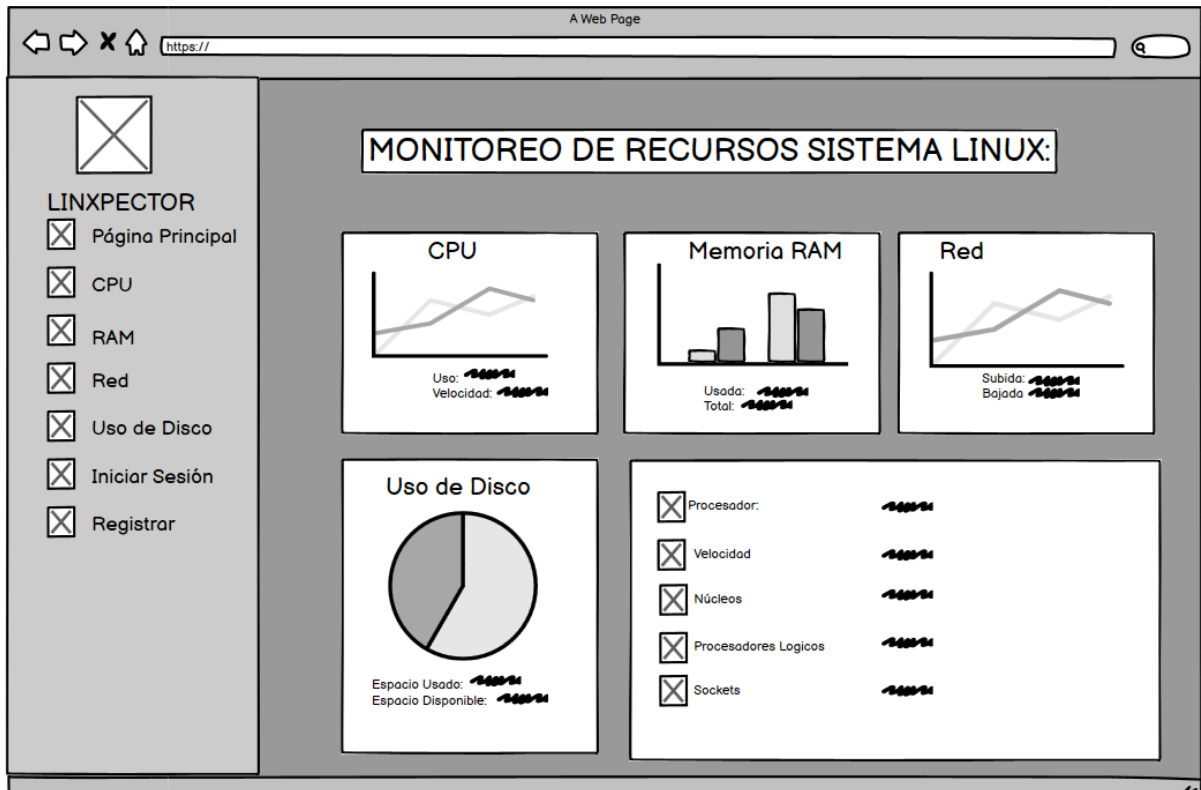 A Web Page
https://
LINXPECTOR
Página Principal
CPU
RAM
Red
Uso de Disco
Iniciar Sesión
Registrar
MONITOREO DE RECURSOS SISTEMA LINUX:
CPU
Uso:
Velocidad:
Memoria RAM
Usada:
Total:
Red
Subida:
Bajada
Uso de Disco
Espacio Usado:
Espacio Disponible:
Procesador:
Velocidad
Núcleos
Procesadores Logicos
Sockets